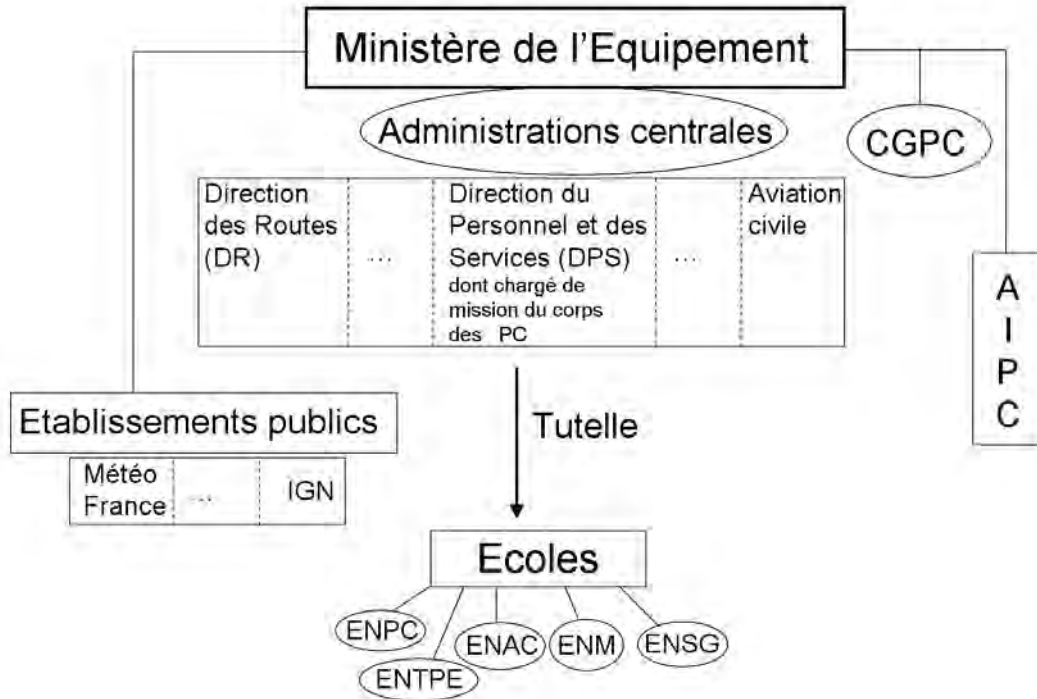 Ministère de l'Equipement
Administrations centrales
CGPC
Direction
des Routes
(DR)
...
Direction du
Personnel et des
Services (DPS)
dont chargé de
mission du corps
des PC
...
Aviation
civile
A
I
P
C
Etablissements publics
Météo
France
...
IGN
Tutelle
Ecoles
ENPC
ENTPE
ENAC
ENM
ENSG